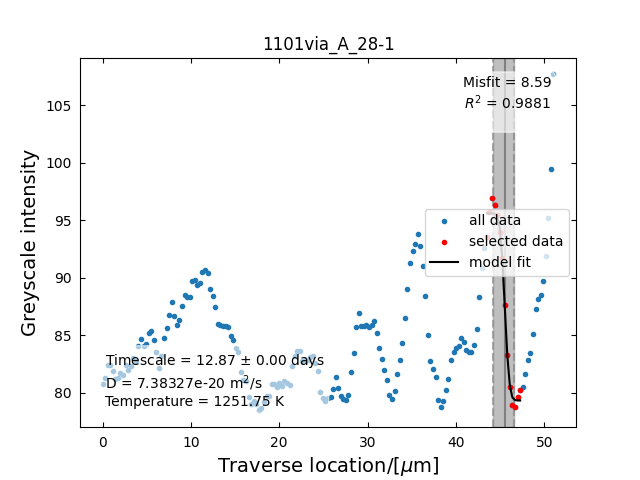 1101via_A_28-1
Misfit = 8.59
R² = 0.9881
105
100
95
90
85
80
Greyscale intensity
all data
selected data
model fit
Timescale = 12.87 ± 0.00 days
D = 7.38327e-20 m²/s
Temperature = 1251.75 K
0 10 20 30 40 50
Traverse location/[μm]